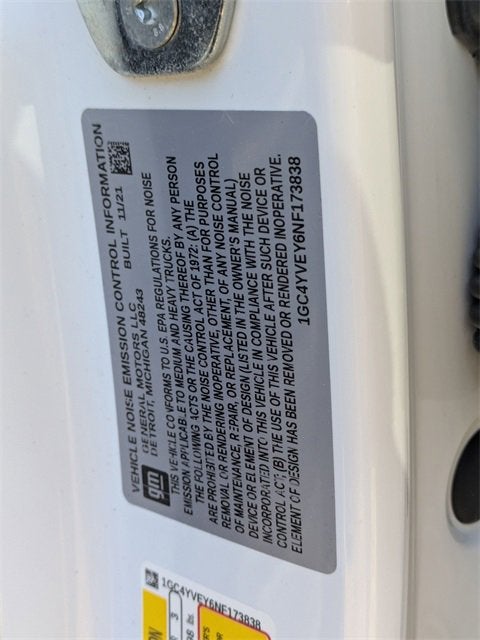 VEHICLE NOISE EMISSION CONTROL INFORMATION
GENERAL MOTORS LLC
DETROIT, MICHIGAN 48243 BUILT 11/21
gm
THIS VEHICLE CONFORMS TO U.S. EPA REGULATIONS FOR NOISE
EMISSION APPLICABLE TO MEDIUM AND HEAVY TRUCKS.
THE FOLLOWING ACTS OR THE CAUSING THEREOF BY ANY PERSON
ARE PROHIBITED BY THE NOISE CONTROL ACT OF 1972: (A) THE
REMOVAL OR RENDERING INOPERATIVE, OTHER THAN FOR PURPOSES
OF MAINTENANCE, REPAIR, OR REPLACEMENT, OF ANY NOISE CONTROL
DEVICE OR ELEMENT OF DESIGN (LISTED IN THE OWNER'S MANUAL)
INCORPORATED INTO THIS VEHICLE IN COMPLIANCE WITH THE NOISE
CONTROL ACT; (B) THE USE OF THIS VEHICLE AFTER SUCH DEVICE OR
ELEMENT OF DESIGN HAS BEEN REMOVED OR RENDERED INOPERATIVE.
1GC4YVEY6NF173838
1GC4YVEY6NF173838